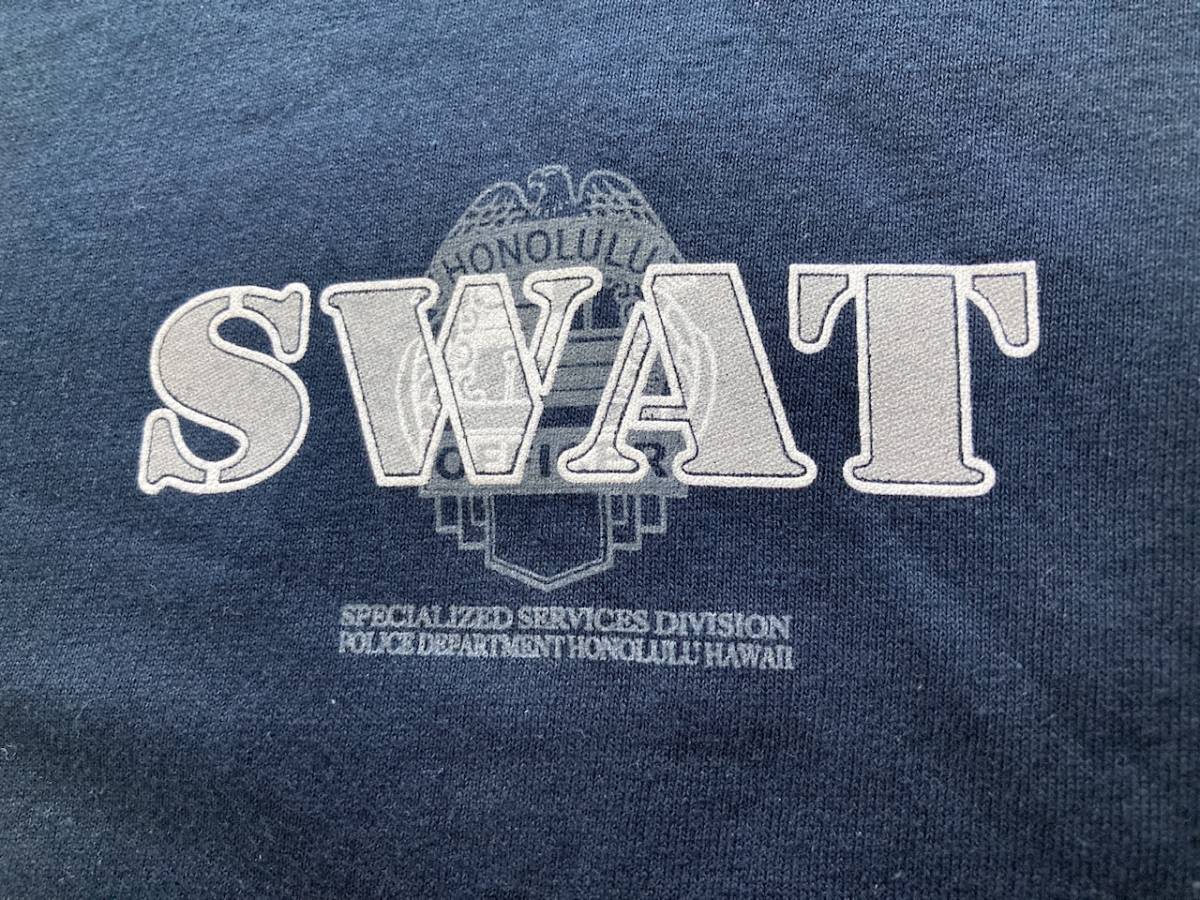 HONOLULU
SWAT
OFFICER
SPECIALIZED SERVICES DIVISION
POLICE DEPARTMENT HONOLULU HAWAII